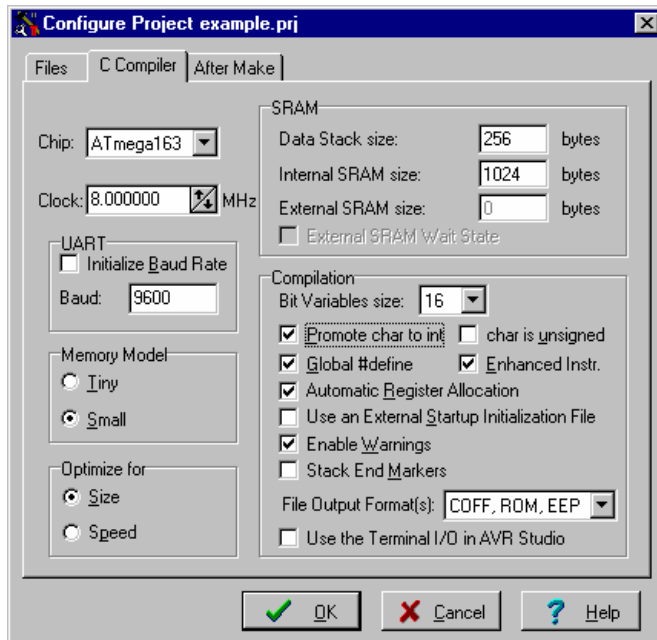 Configure Project example.prj
Files C Compiler After Make
Chip: ATmega163
Clock: 8.000000 MHz
UART
Initialize Baud Rate
Baud: 9600
Memory Model
Tiny
Small
Optimize for
Size
Speed
SRAM
Data Stack size: 256 bytes
Internal SRAM size: 1024 bytes
External SRAM size: 0 bytes
External SRAM Wait State
Compilation
Bit Variables size: 16
Promote char to int char is unsigned
Global #define Enhanced Instr.
Automatic Register Allocation
Use an External Startup Initialization File
Enable Warnings
Stack End Markers
File Output Format(s): COFF, ROM, EEP
Use the Terminal I/O in AVR Studio
OK Cancel Help